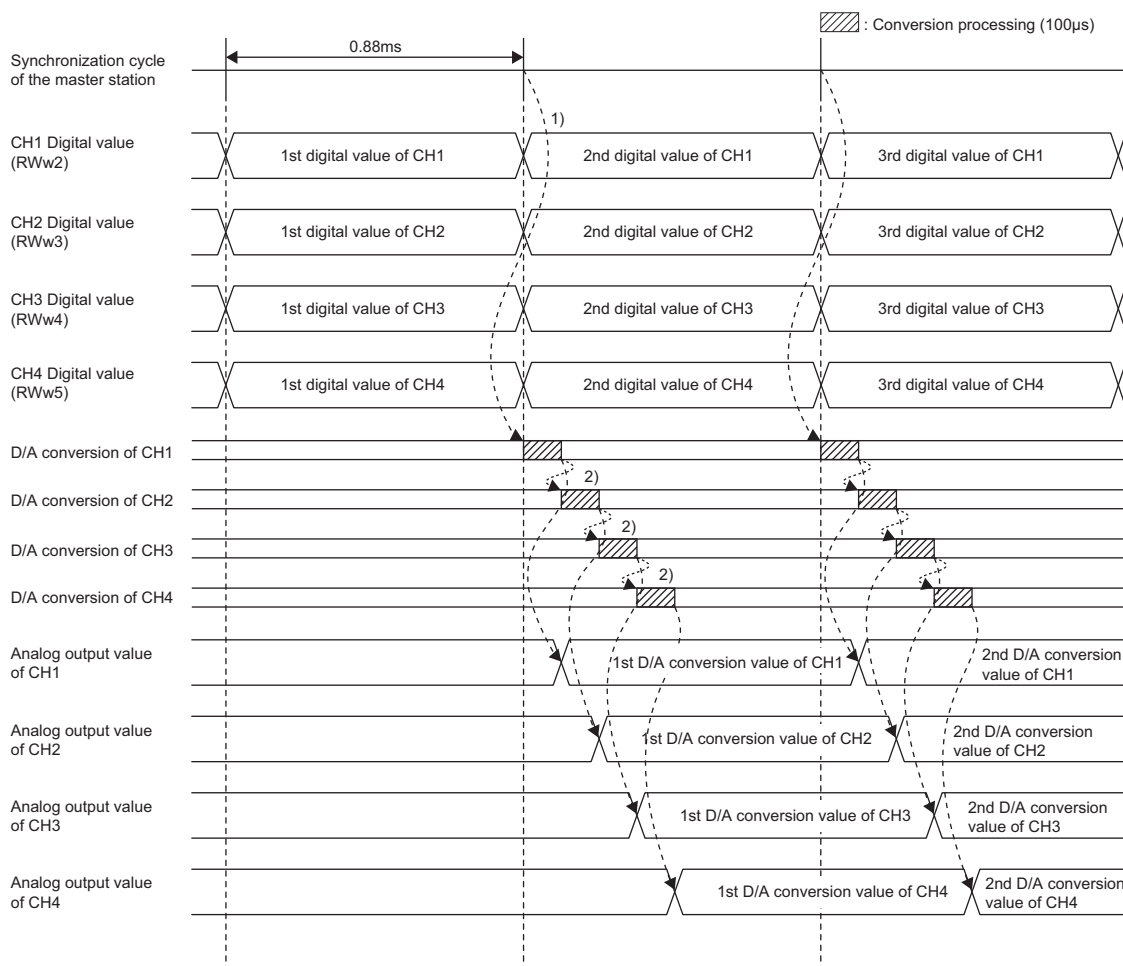 : Conversion processing (100μs)
0.88ms
Synchronization cycle
of the master station
1)
CH1 Digital value
(RWw2)
1st digital value of CH1
2nd digital value of CH1
3rd digital value of CH1
CH2 Digital value
(RWw3)
1st digital value of CH2
2nd digital value of CH2
3rd digital value of CH2
CH3 Digital value
(RWw4)
1st digital value of CH3
2nd digital value of CH3
3rd digital value of CH3
CH4 Digital value
(RWw5)
1st digital value of CH4
2nd digital value of CH4
3rd digital value of CH4
D/A conversion of CH1
2)
D/A conversion of CH2
2)
D/A conversion of CH3
2)
D/A conversion of CH4
Analog output value
of CH1
1st D/A conversion value of CH1
2nd D/A conversion
value of CH1
Analog output value
of CH2
1st D/A conversion value of CH2
2nd D/A conversion
value of CH2
Analog output value
of CH3
1st D/A conversion value of CH3
2nd D/A conversion
value of CH3
Analog output value
of CH4
1st D/A conversion value of CH4
2nd D/A conversion
value of CH4